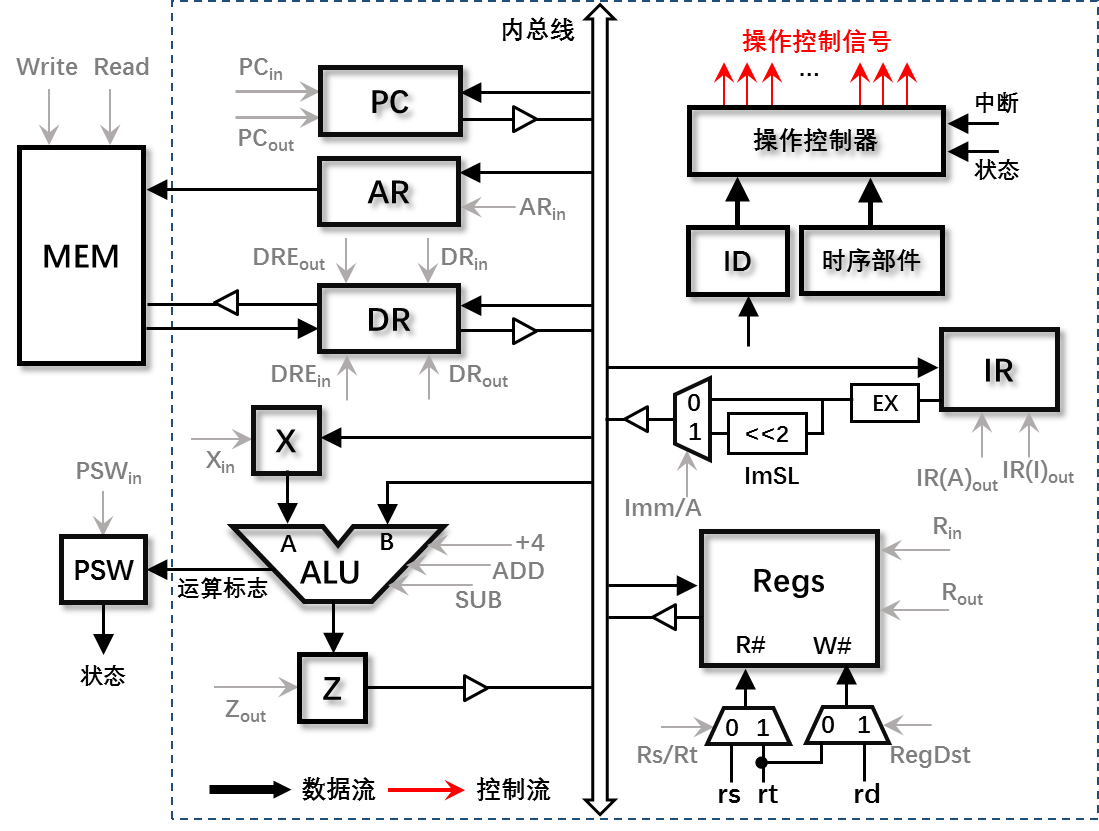 内总线
操作控制信号
...
Write Read
PCin
PC
PCout
中断
操作控制器
状态
MEM
AR
ARin
DREout DRin
DR
DREin DRout
ID
时序部件
IR
IR(A)out IR(I)out
EX
0
1
<<2
ImSL
Imm/A
X
Xin
PSWin
PSW
运算标志
状态
A B
ALU
+4
ADD
SUB
Z
Zout
Regs
Rin
Rout
R# W#
0 1
0 1
Rs/Rt
RegDst
rs rt rd
数据流 控制流